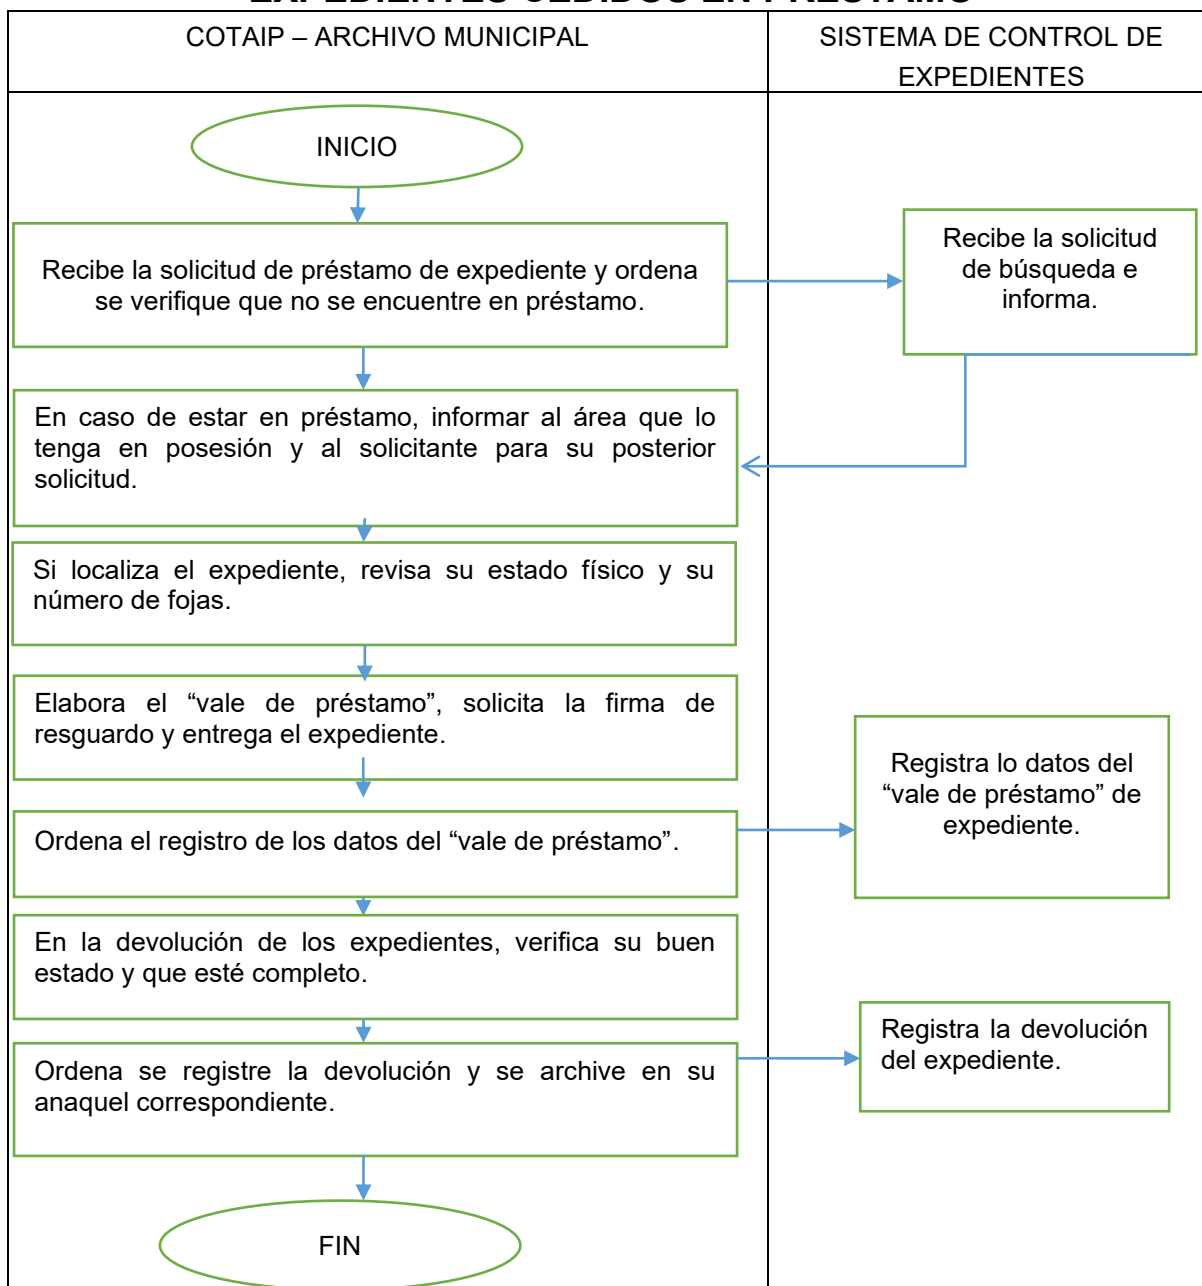 EXPEDIENTES CEDIDOS EN PRÉSTAMO
COTAIP – ARCHIVO MUNICIPAL
SISTEMA DE CONTROL DE
EXPEDIENTES
INICIO
Recibe la solicitud de préstamo de expediente y ordena
se verifique que no se encuentre en préstamo.
Recibe la solicitud
de búsqueda e
informa.
En caso de estar en préstamo, informar al área que lo
tenga en posesión y al solicitante para su posterior
solicitud.
Si localiza el expediente, revisa su estado físico y su
número de fojas.
Elabora el “vale de préstamo”, solicita la firma de
resguardo y entrega el expediente.
Registra lo datos del
“vale de préstamo” de
expediente.
Ordena el registro de los datos del “vale de préstamo”.
En la devolución de los expedientes, verifica su buen
estado y que esté completo.
Registra la devolución
del expediente.
Ordena se registre la devolución y se archive en su
anaquel correspondiente.
FIN